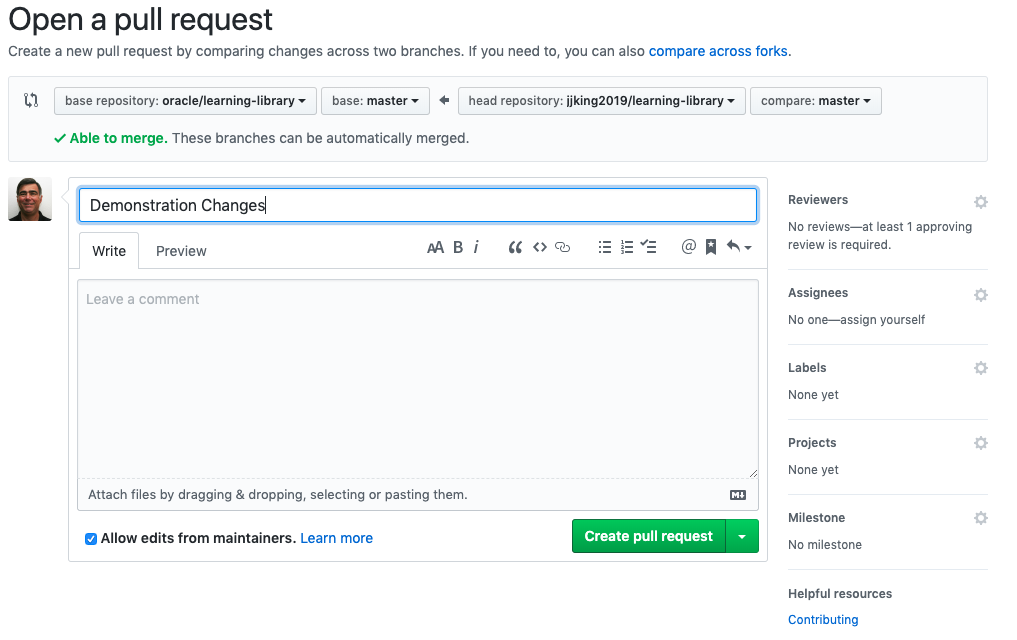 Open a pull request
Create a new pull request by comparing changes across two branches. If you need to, you can also compare across forks.
base repository: oracle/learning-library base: master head repository: jjking2019/learning-library compare: master
Able to merge. These branches can be automatically merged.
Demonstration Changes
Write Preview
Leave a comment
Attach files by dragging & dropping, selecting or pasting them.
Allow edits from maintainers. Learn more
Create pull request
Reviewers
No reviews—at least 1 approving
review is required.
Assignees
No one—assign yourself
Labels
None yet
Projects
None yet
Milestone
No milestone
Helpful resources
Contributing